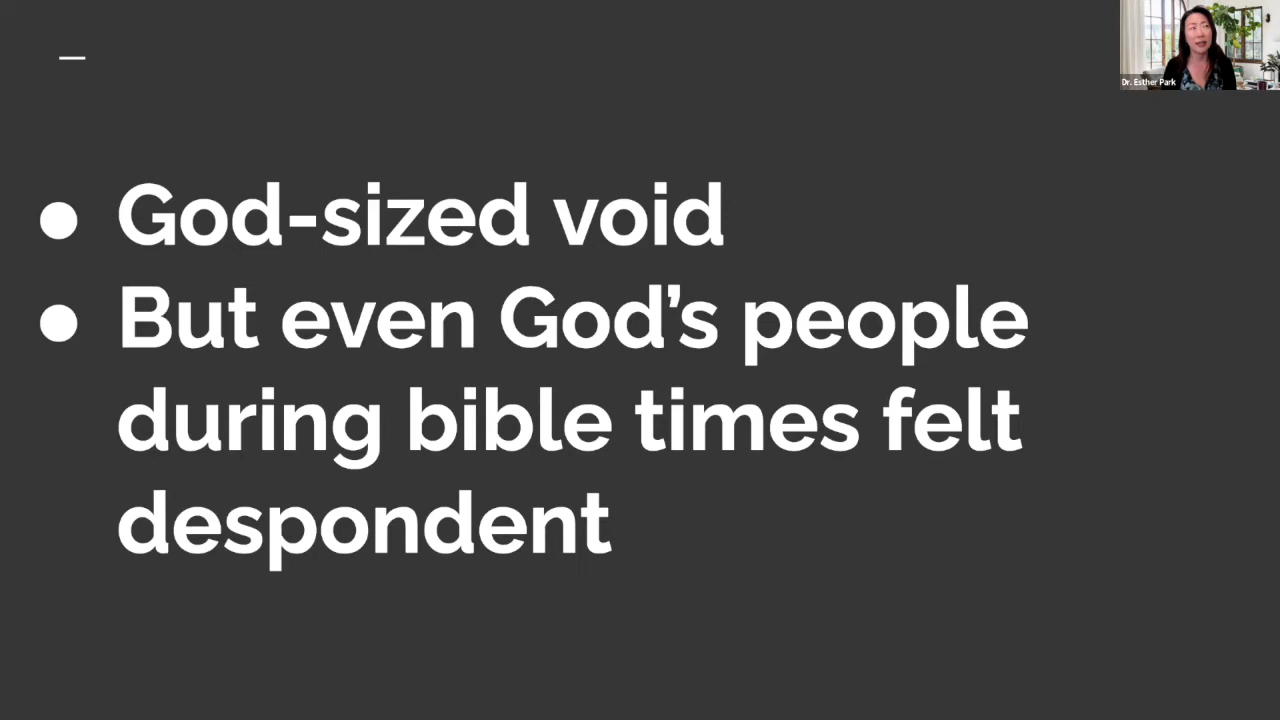 Dr. Esther Park
● God-sized void
● But even God’s people
during bible times felt
despondent